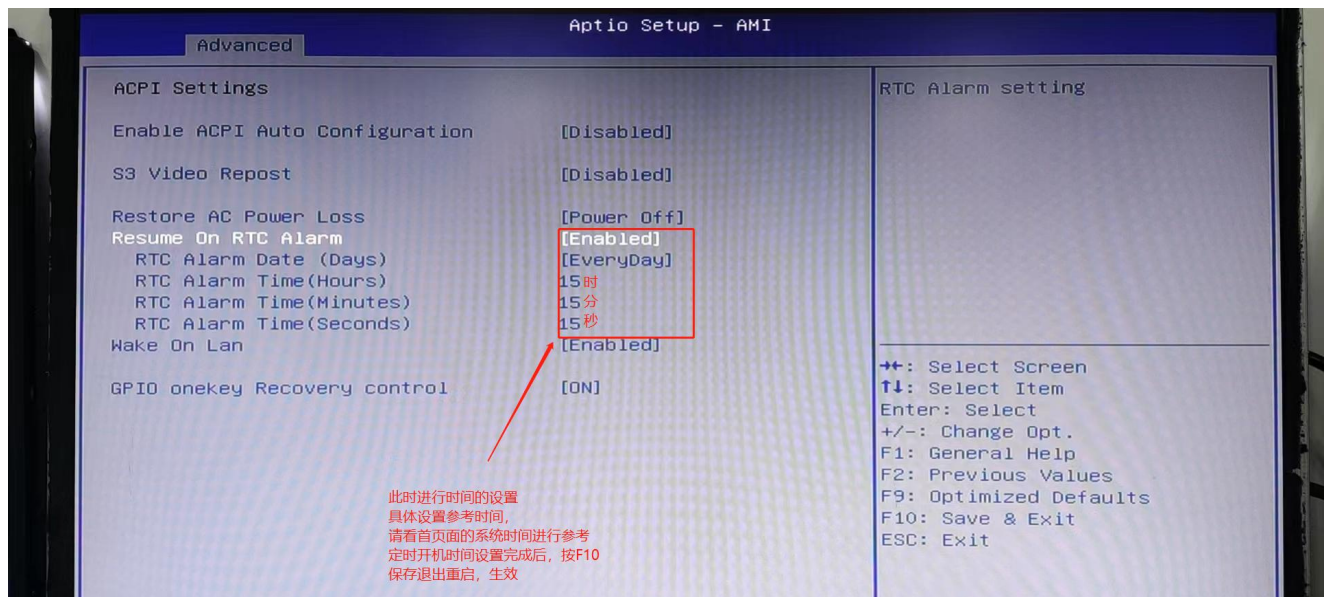 Aptio Setup - AMI
Advanced
ACPI Settings
RTC Alarm setting
Enable ACPI Auto Configuration [Disabled]
S3 Video Repost [Disabled]
Restore AC Power Loss [Power Off]
Resume On RTC Alarm [Enabled]
RTC Alarm Date (Days) [EveryDay]
RTC Alarm Time(Hours) 15时
RTC Alarm Time(Minutes) 15分
RTC Alarm Time(Seconds) 15秒
Wake On Lan [Enabled]
GPIO onekey Recovery control [ON]
→←: Select Screen
↑↓: Select Item
Enter: Select
+/-: Change Opt.
F1: General Help
F2: Previous Values
F9: Optimized Defaults
F10: Save & Exit
ESC: Exit
此时进行时间的设置
具体设置参考时间，
请看首页面的系统时间进行参考
定时开机时间设置完成后，按F10
保存退出重启，生效